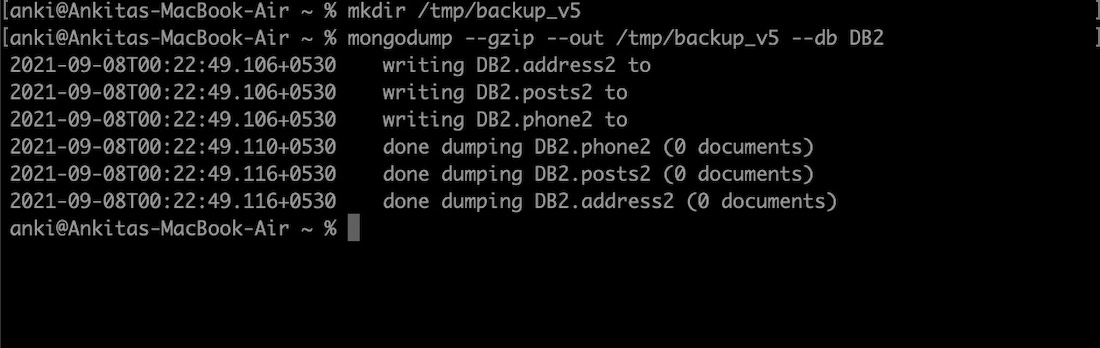 [anki@Ankitas-MacBook-Air ~ % mkdir /tmp/backup_v5 ]
[anki@Ankitas-MacBook-Air ~ % mongodump --gzip --out /tmp/backup_v5 --db DB2 ]
2021-09-08T00:22:49.106+0530 writing DB2.address2 to
2021-09-08T00:22:49.106+0530 writing DB2.posts2 to
2021-09-08T00:22:49.106+0530 writing DB2.phone2 to
2021-09-08T00:22:49.110+0530 done dumping DB2.phone2 (0 documents)
2021-09-08T00:22:49.116+0530 done dumping DB2.posts2 (0 documents)
2021-09-08T00:22:49.116+0530 done dumping DB2.address2 (0 documents)
anki@Ankitas-MacBook-Air ~ %